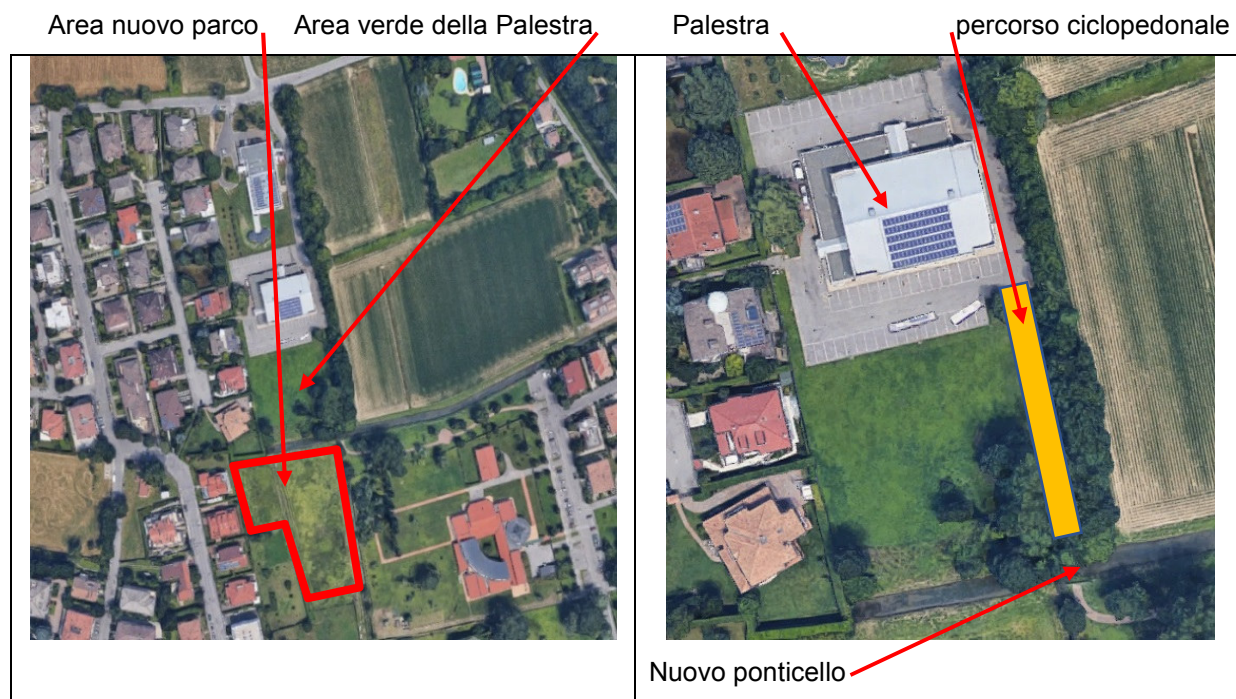 Area nuovo parco
Area verde della Palestra
Palestra
percorso ciclopedonale
Nuovo ponticello